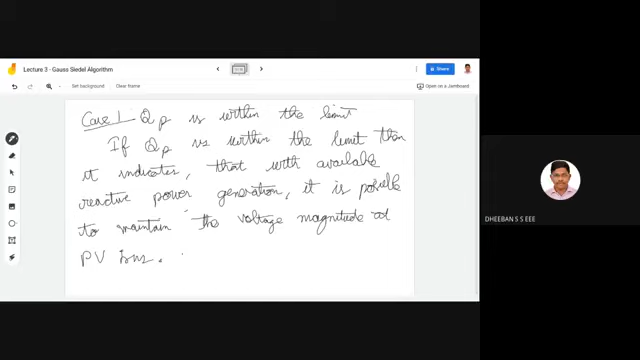 Lecture 3 - Gauss Siedel Algorithm
Share
Set background
Clear frame
Open on a Jamboard
Case 1 Qp is within the limit
If Qp is within the limit then
it indicates, that with available
reactive power generation, it is possible
to maintain the voltage magnitude at
PV bus.
DHEEBAN S S EEE